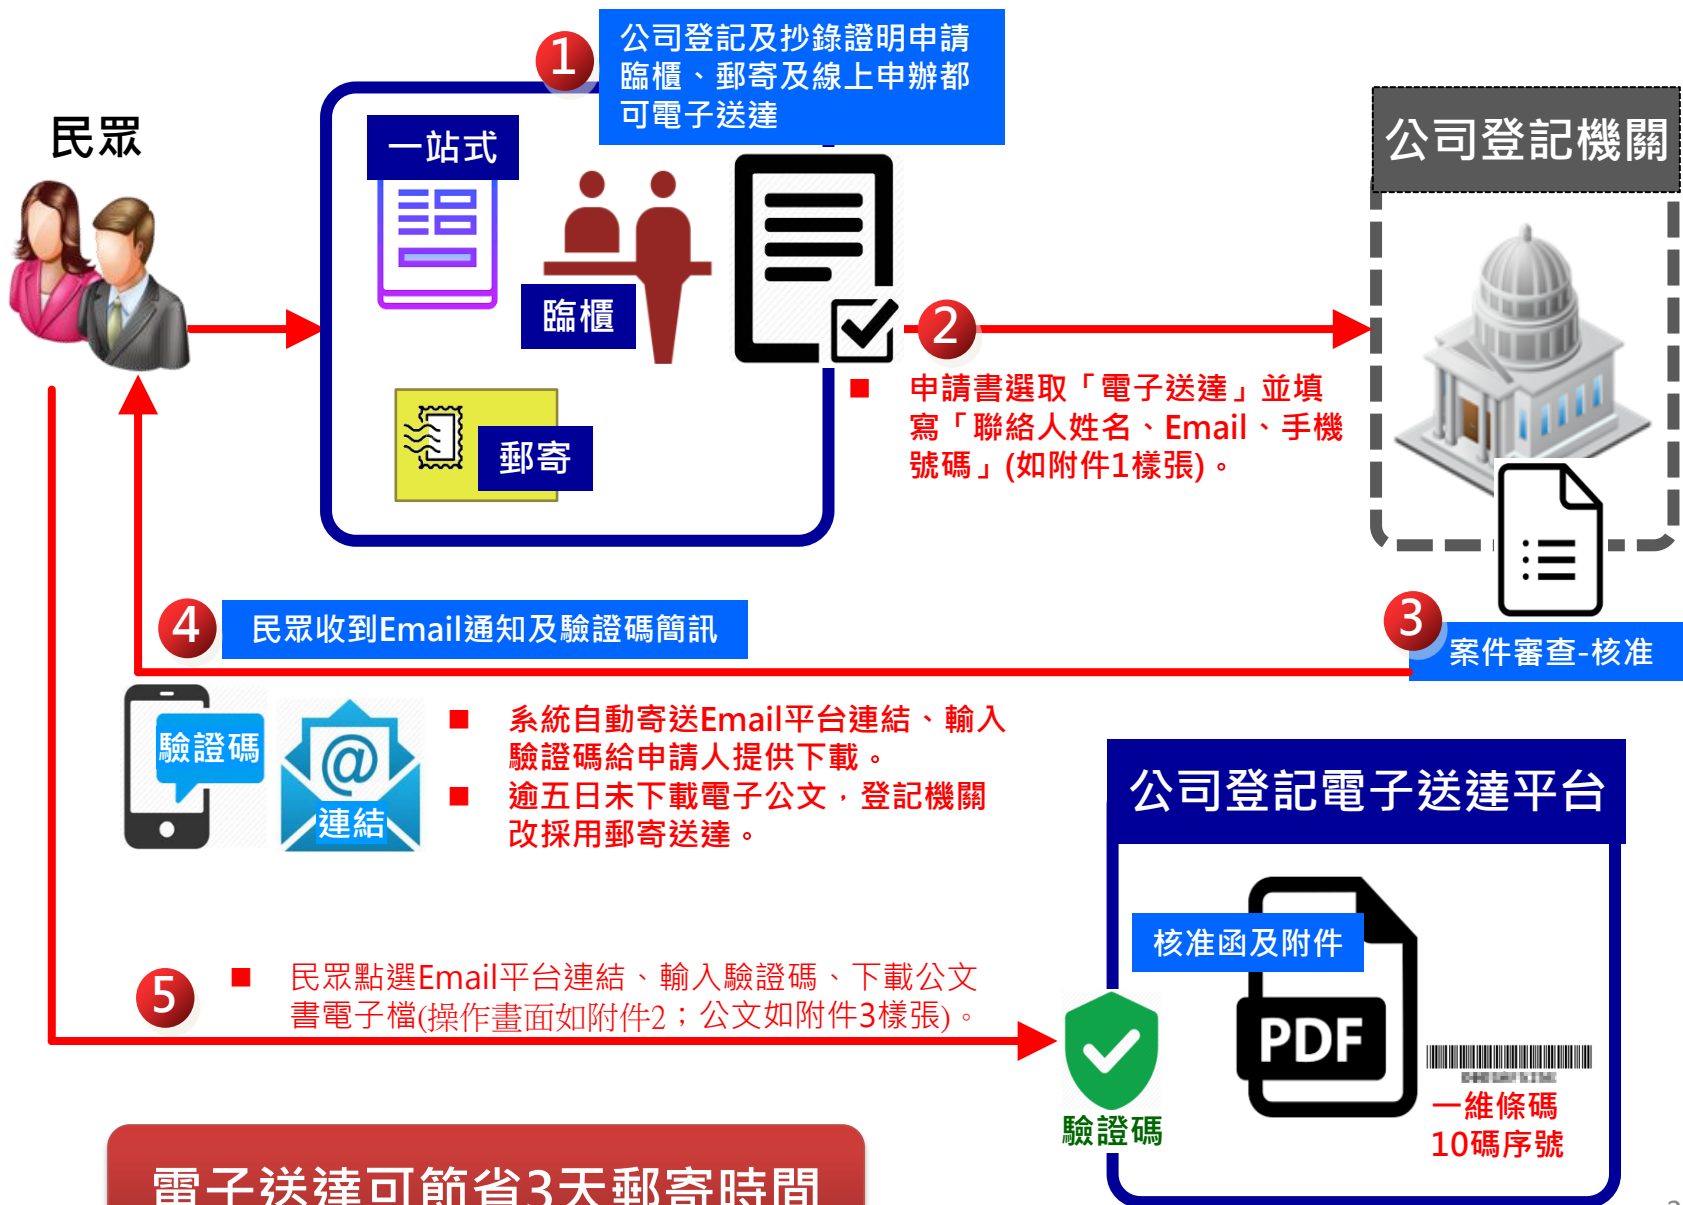 1
公司登記及抄錄證明申請
臨櫃、郵寄及線上申辦都
可電子送達
民眾
一站式
臨櫃
郵寄
公司登記機關
2
申請書選取「電子送達」並填
寫「聯絡人姓名、Email、手機
號碼」(如附件1樣張)。
3
案件審查-核准
4
民眾收到Email通知及驗證碼簡訊
驗證碼
連結
系統自動寄送Email平台連結、輸入
驗證碼給申請人提供下載。
逾五日未下載電子公文，登記機關
改採用郵寄送達。
公司登記電子送達平台
核准函及附件
PDF
一維條碼
10碼序號
驗證碼
5
民眾點選Email平台連結、輸入驗證碼、下載公文
書電子檔(操作畫面如附件2；公文如附件3樣張)。
電子送達可節省3天郵寄時間